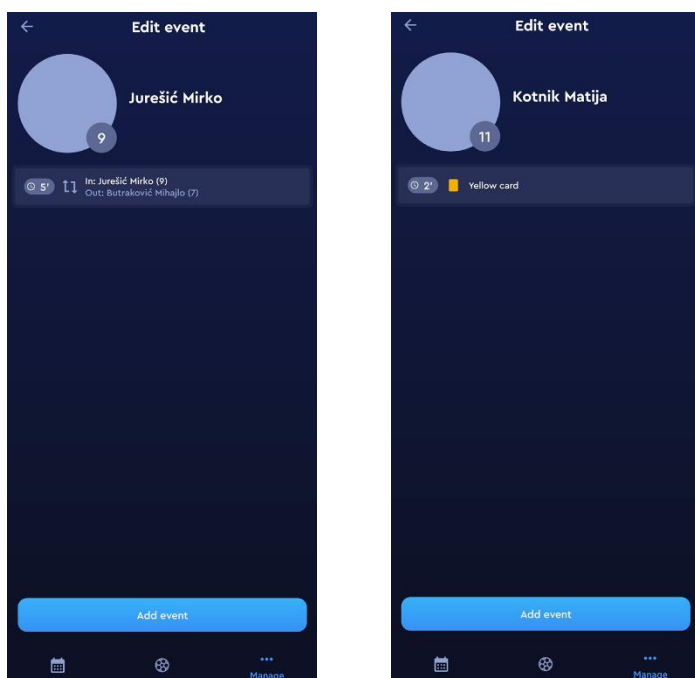 Edit event
Jurešić Mirko
9
5'
In: Jurešić Mirko (9)
Out: Butraković Mihajlo (7)
Add event
Manage
Edit event
Kotnik Matija
11
2'
Yellow card
Add event
Manage